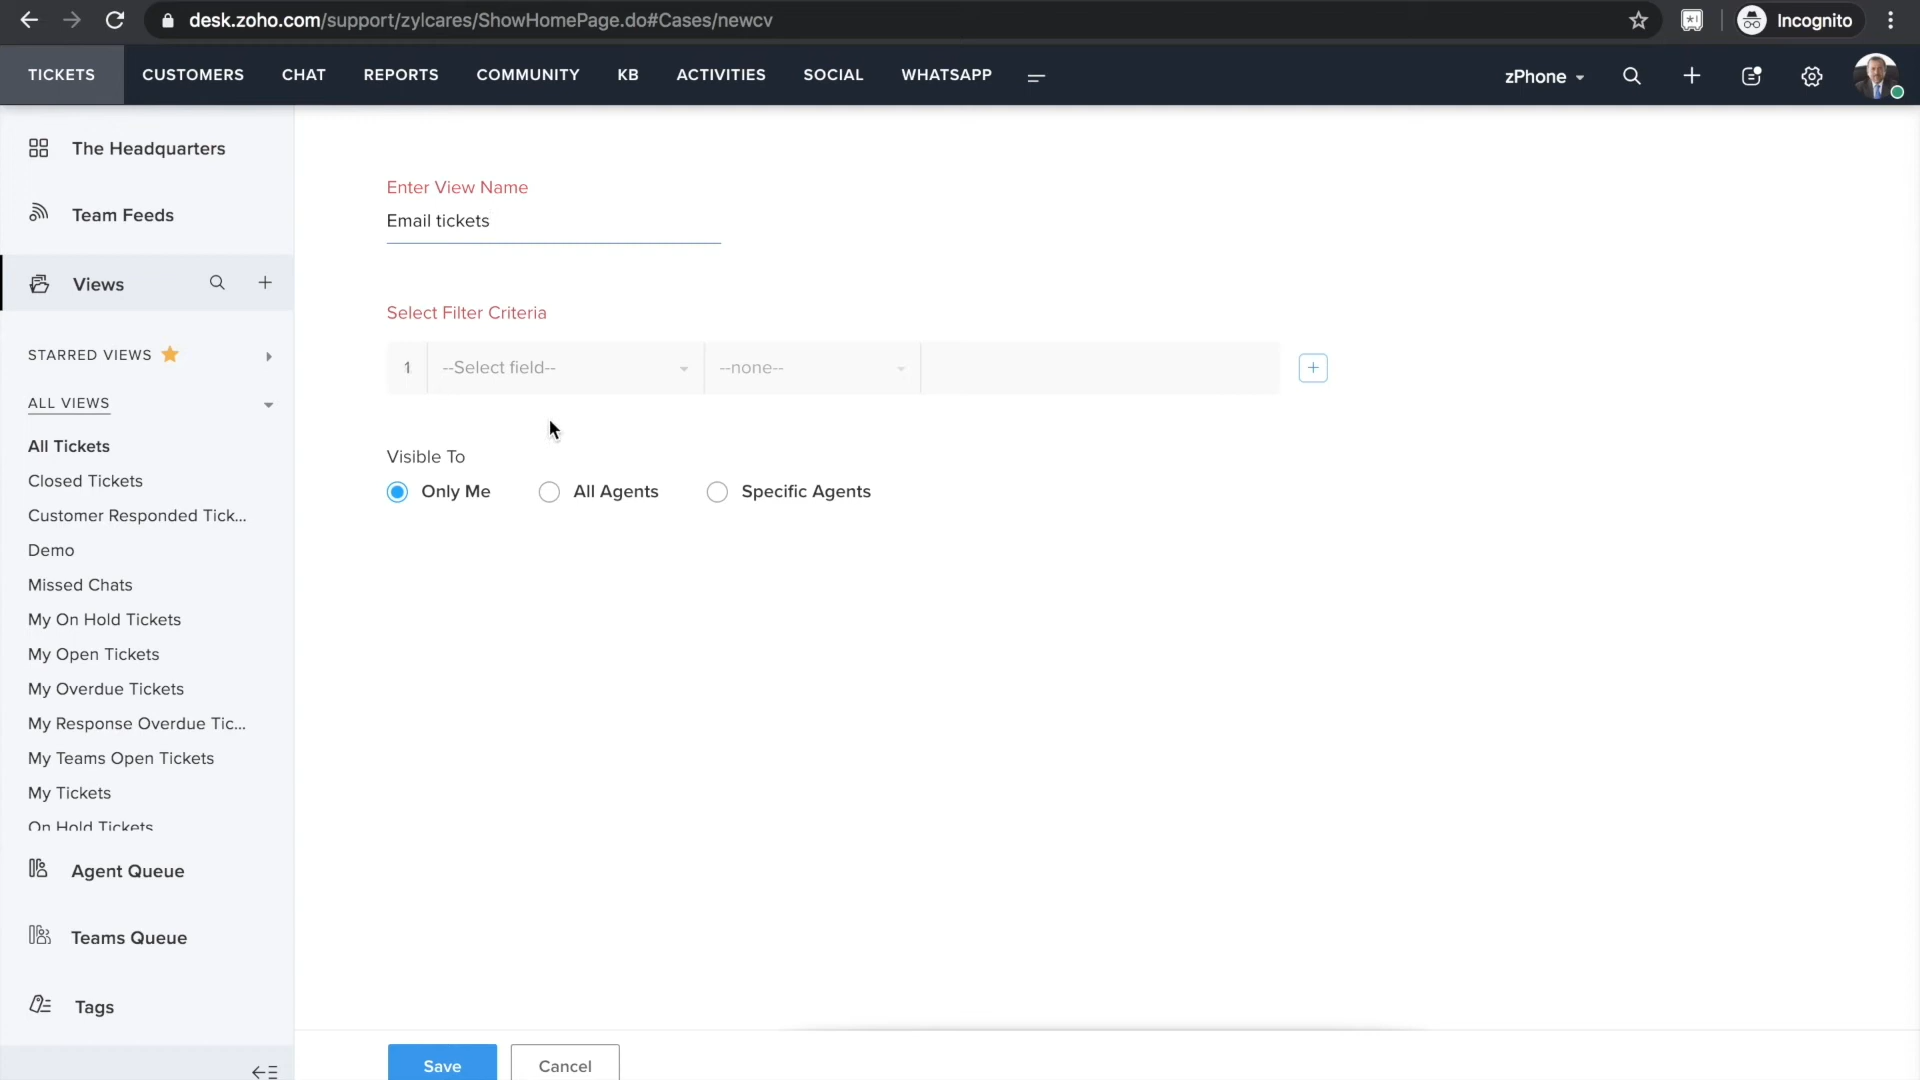 desk.zoho.com/support/zylcares/ShowHomePage.do#Cases/newcv
Incognito
TICKETS
CUSTOMERS
CHAT
REPORTS
COMMUNITY
KB
ACTIVITIES
SOCIAL
WHATSAPP
zPhone
The Headquarters
Team Feeds
Views
STARRED VIEWS
ALL VIEWS
All Tickets
Closed Tickets
Customer Responded Tick...
Demo
Missed Chats
My On Hold Tickets
My Open Tickets
My Overdue Tickets
My Response Overdue Tic...
My Teams Open Tickets
My Tickets
On Hold Tickets
Agent Queue
Teams Queue
Tags
Enter View Name
Email tickets
Select Filter Criteria
1 --Select field-- --none--
Visible To
Only Me All Agents Specific Agents
Save Cancel